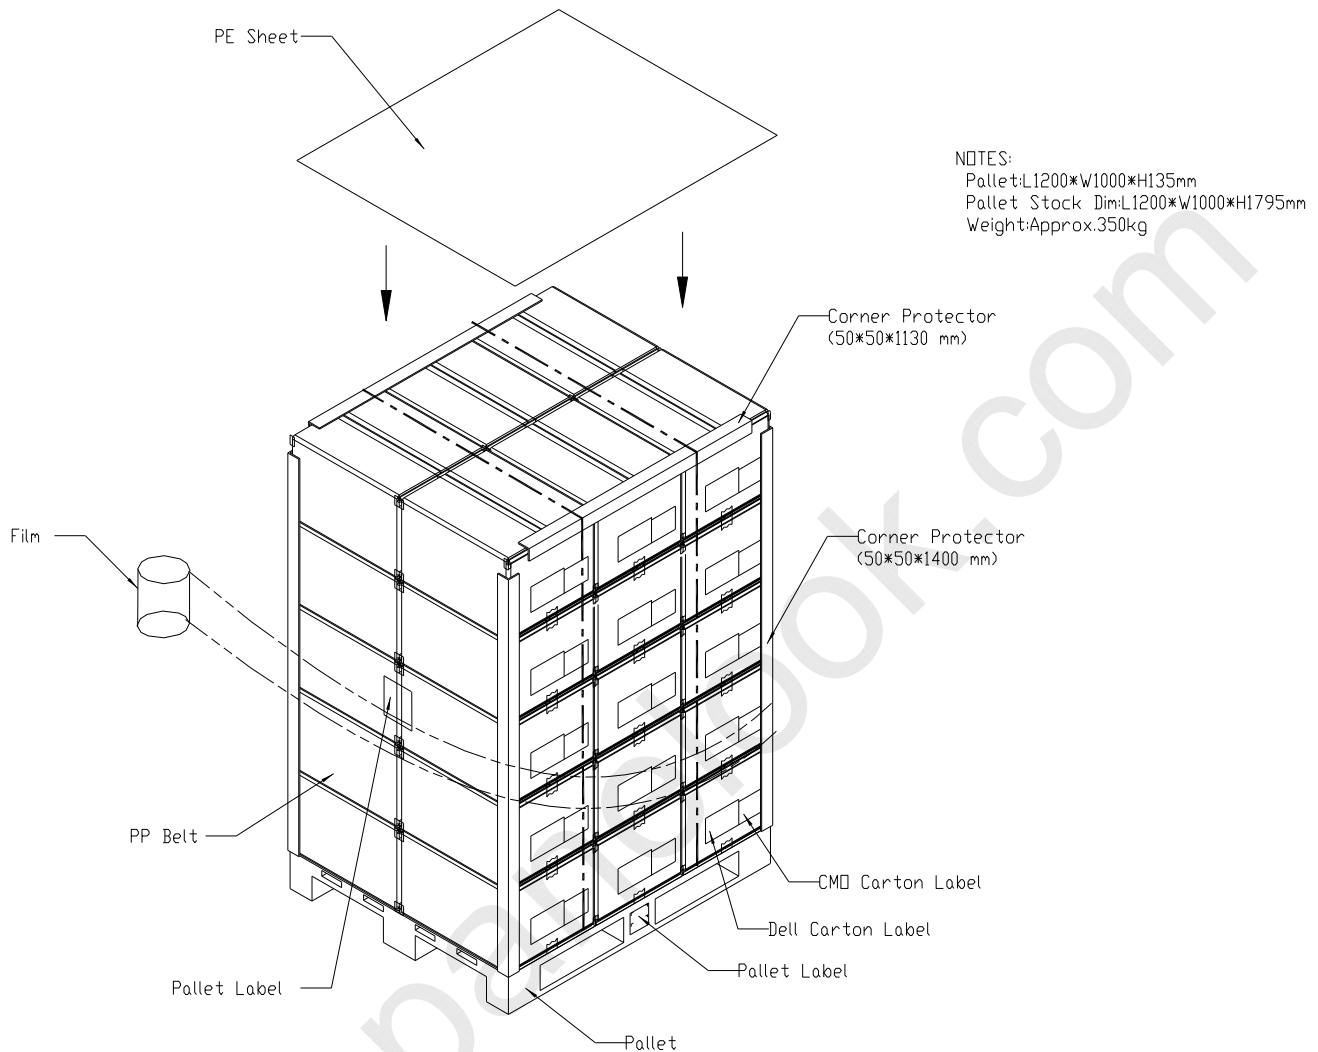 PE Sheet
NOTES:
Pallet:L1200*W1000*H135mm
Pallet Stock Dim:L1200*W1000*H1795mm
Weight:Approx.350kg
Corner Protector
(50*50*1130 mm)
Film
Corner Protector
(50*50*1400 mm)
PP Belt
CMO Carton Label
Dell Carton Label
Pallet Label
Pallet Label
Pallet
panelook.com